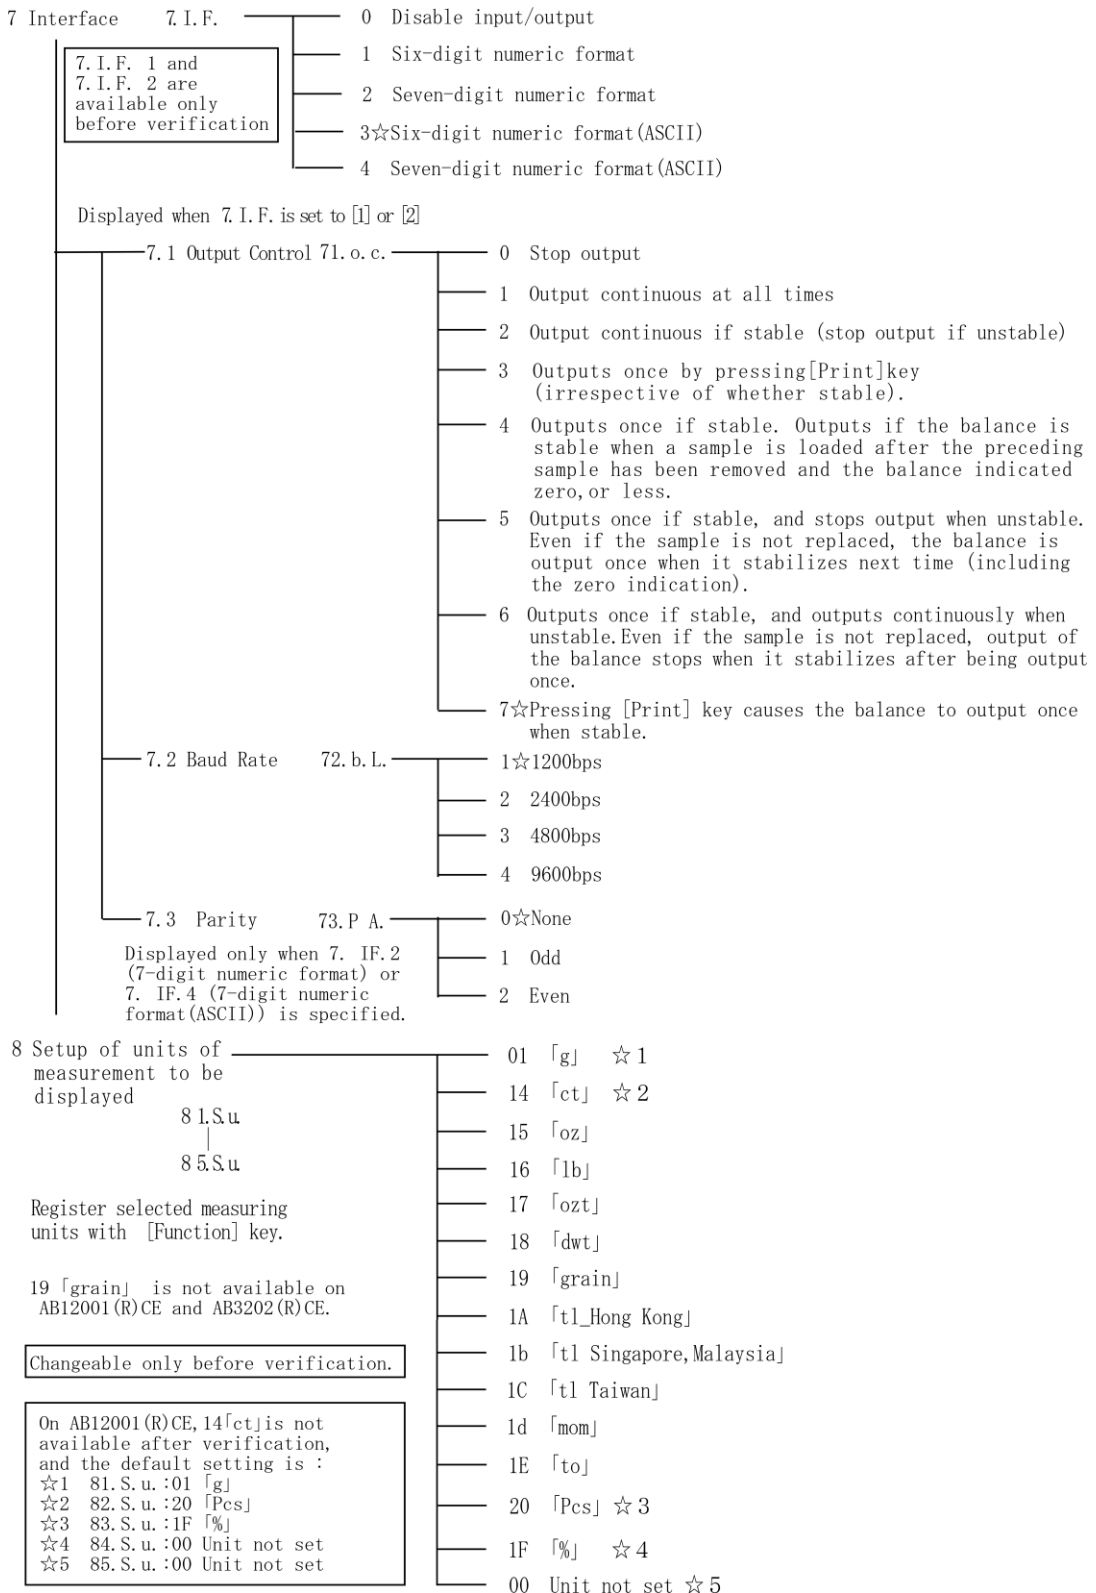 7 Interface 7.I.F. 0 Disable input/output
7.I.F. 1 and
7.I.F. 2 are
available only
before verification
1 Six-digit numeric format
2 Seven-digit numeric format
3☆Six-digit numeric format(ASCII)
4 Seven-digit numeric format(ASCII)
Displayed when 7.I.F. is set to [1] or [2]
7.1 Output Control 71.o.c. 0 Stop output
1 Output continuous at all times
2 Output continuous if stable (stop output if unstable)
3 Outputs once by pressing[Print]key
(irrespective of whether stable).
4 Outputs once if stable. Outputs if the balance is
stable when a sample is loaded after the preceding
sample has been removed and the balance indicated
zero,or less.
5 Outputs once if stable, and stops output when unstable.
Even if the sample is not replaced, the balance is
output once when it stabilizes next time (including
the zero indication).
6 Outputs once if stable, and outputs continuously when
unstable.Even if the sample is not replaced, output of
the balance stops when it stabilizes after being output
once.
7☆Pressing [Print] key causes the balance to output once
when stable.
7.2 Baud Rate 72.b.L. 1☆1200bps
2 2400bps
3 4800bps
4 9600bps
7.3 Parity 73.P A. 0☆None
Displayed only when 7. IF.2
(7-digit numeric format) or
7. IF.4 (7-digit numeric
format(ASCII)) is specified.
1 Odd
2 Even
8 Setup of units of
measurement to be
displayed
8 1.S.u.
8 5.S.u.
Register selected measuring
units with [Function] key.
19「grain」 is not available on
AB12001(R)CE and AB3202(R)CE.
Changeable only before verification.
On AB12001(R)CE,14「ct」is not
available after verification,
and the default setting is :
☆1 81.S.u.:01「g」
☆2 82.S.u.:20「Pcs」
☆3 83.S.u.:1F「%」
☆4 84.S.u.:00 Unit not set
☆5 85.S.u.:00 Unit not set
01 「g」 ☆1
14 「ct」 ☆2
15 「oz」
16 「lb」
17 「ozt」
18 「dwt」
19 「grain」
1A 「tl_Hong Kong」
1b 「tl Singapore,Malaysia」
1C 「tl Taiwan」
1d 「mom」
1E 「to」
20 「Pcs」☆3
1F 「%」 ☆4
00 Unit not set ☆5